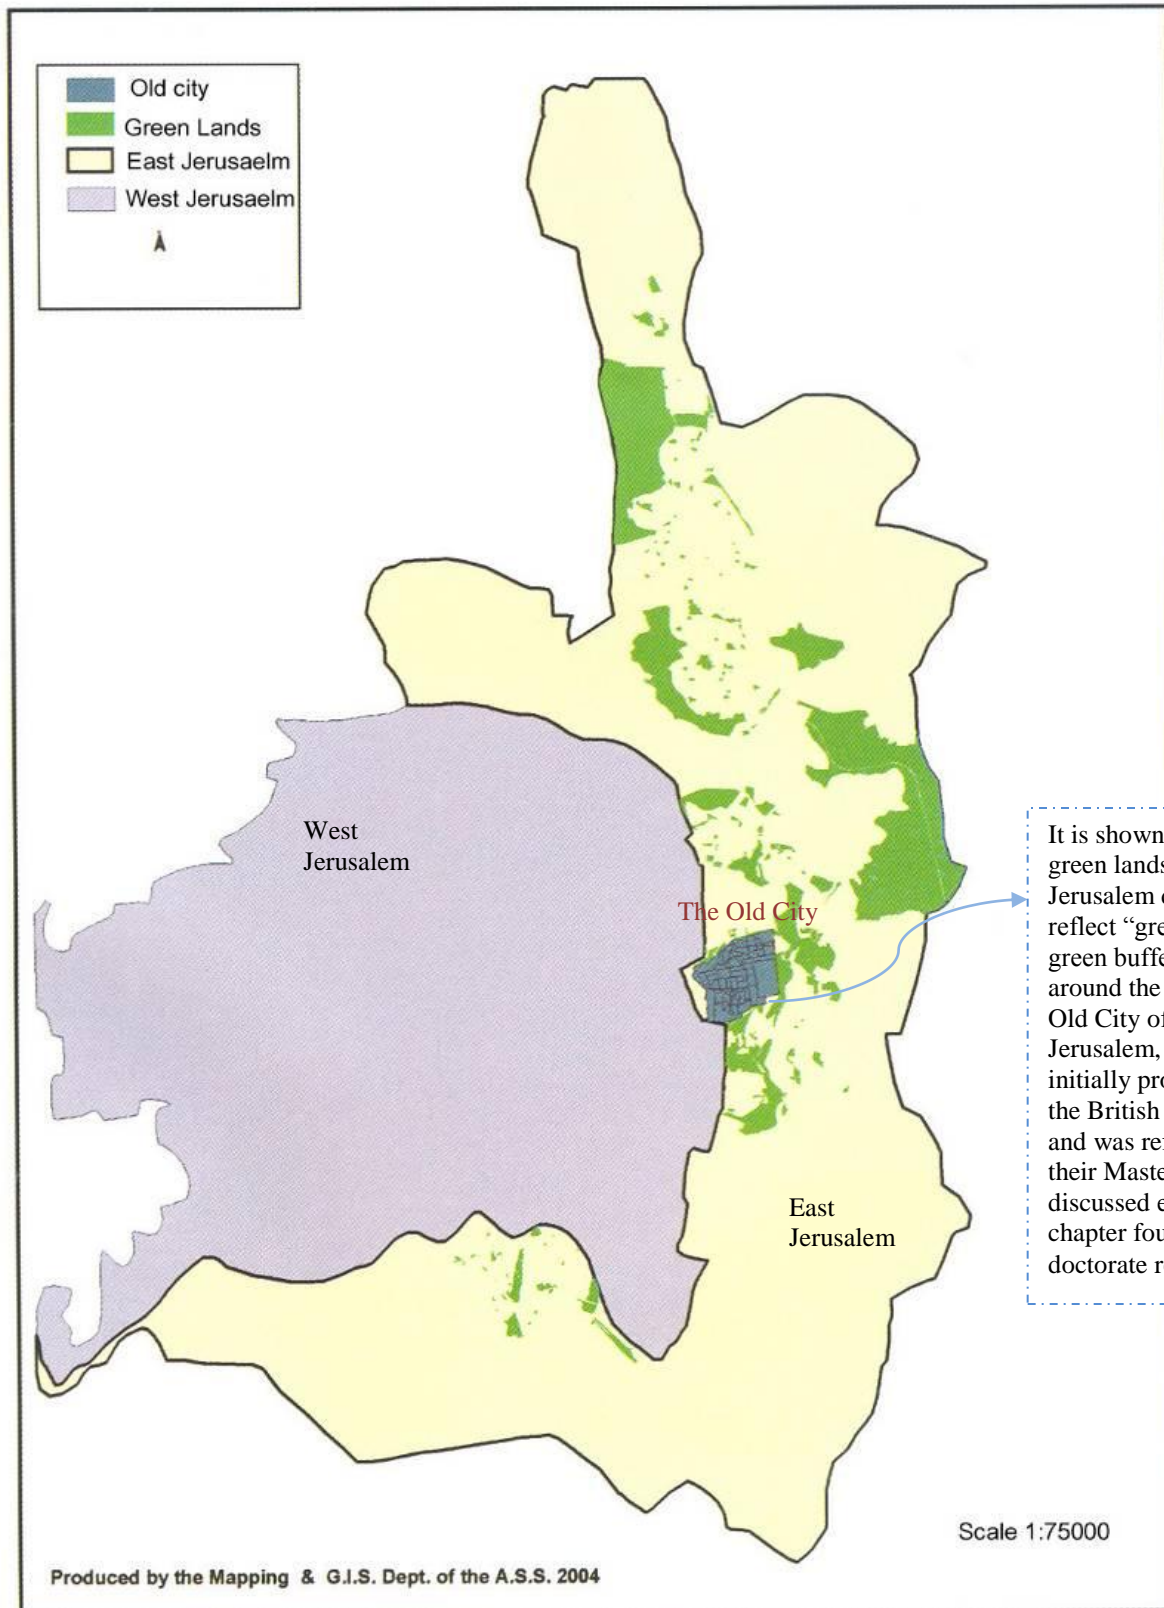 Old city
Green Lands
East Jerusaelm
West Jerusaelm
West
Jerusalem
The Old City
It is shown
green lands
Jerusalem
reflect “gre
green buffe
around the
Old City of
Jerusalem,
initially pro
the British
and was re
their Maste
discussed e
chapter fou
doctorate r
East
Jerusalem
Scale 1:75000
Produced by the Mapping & G.I.S. Dept. of the A.S.S. 2004